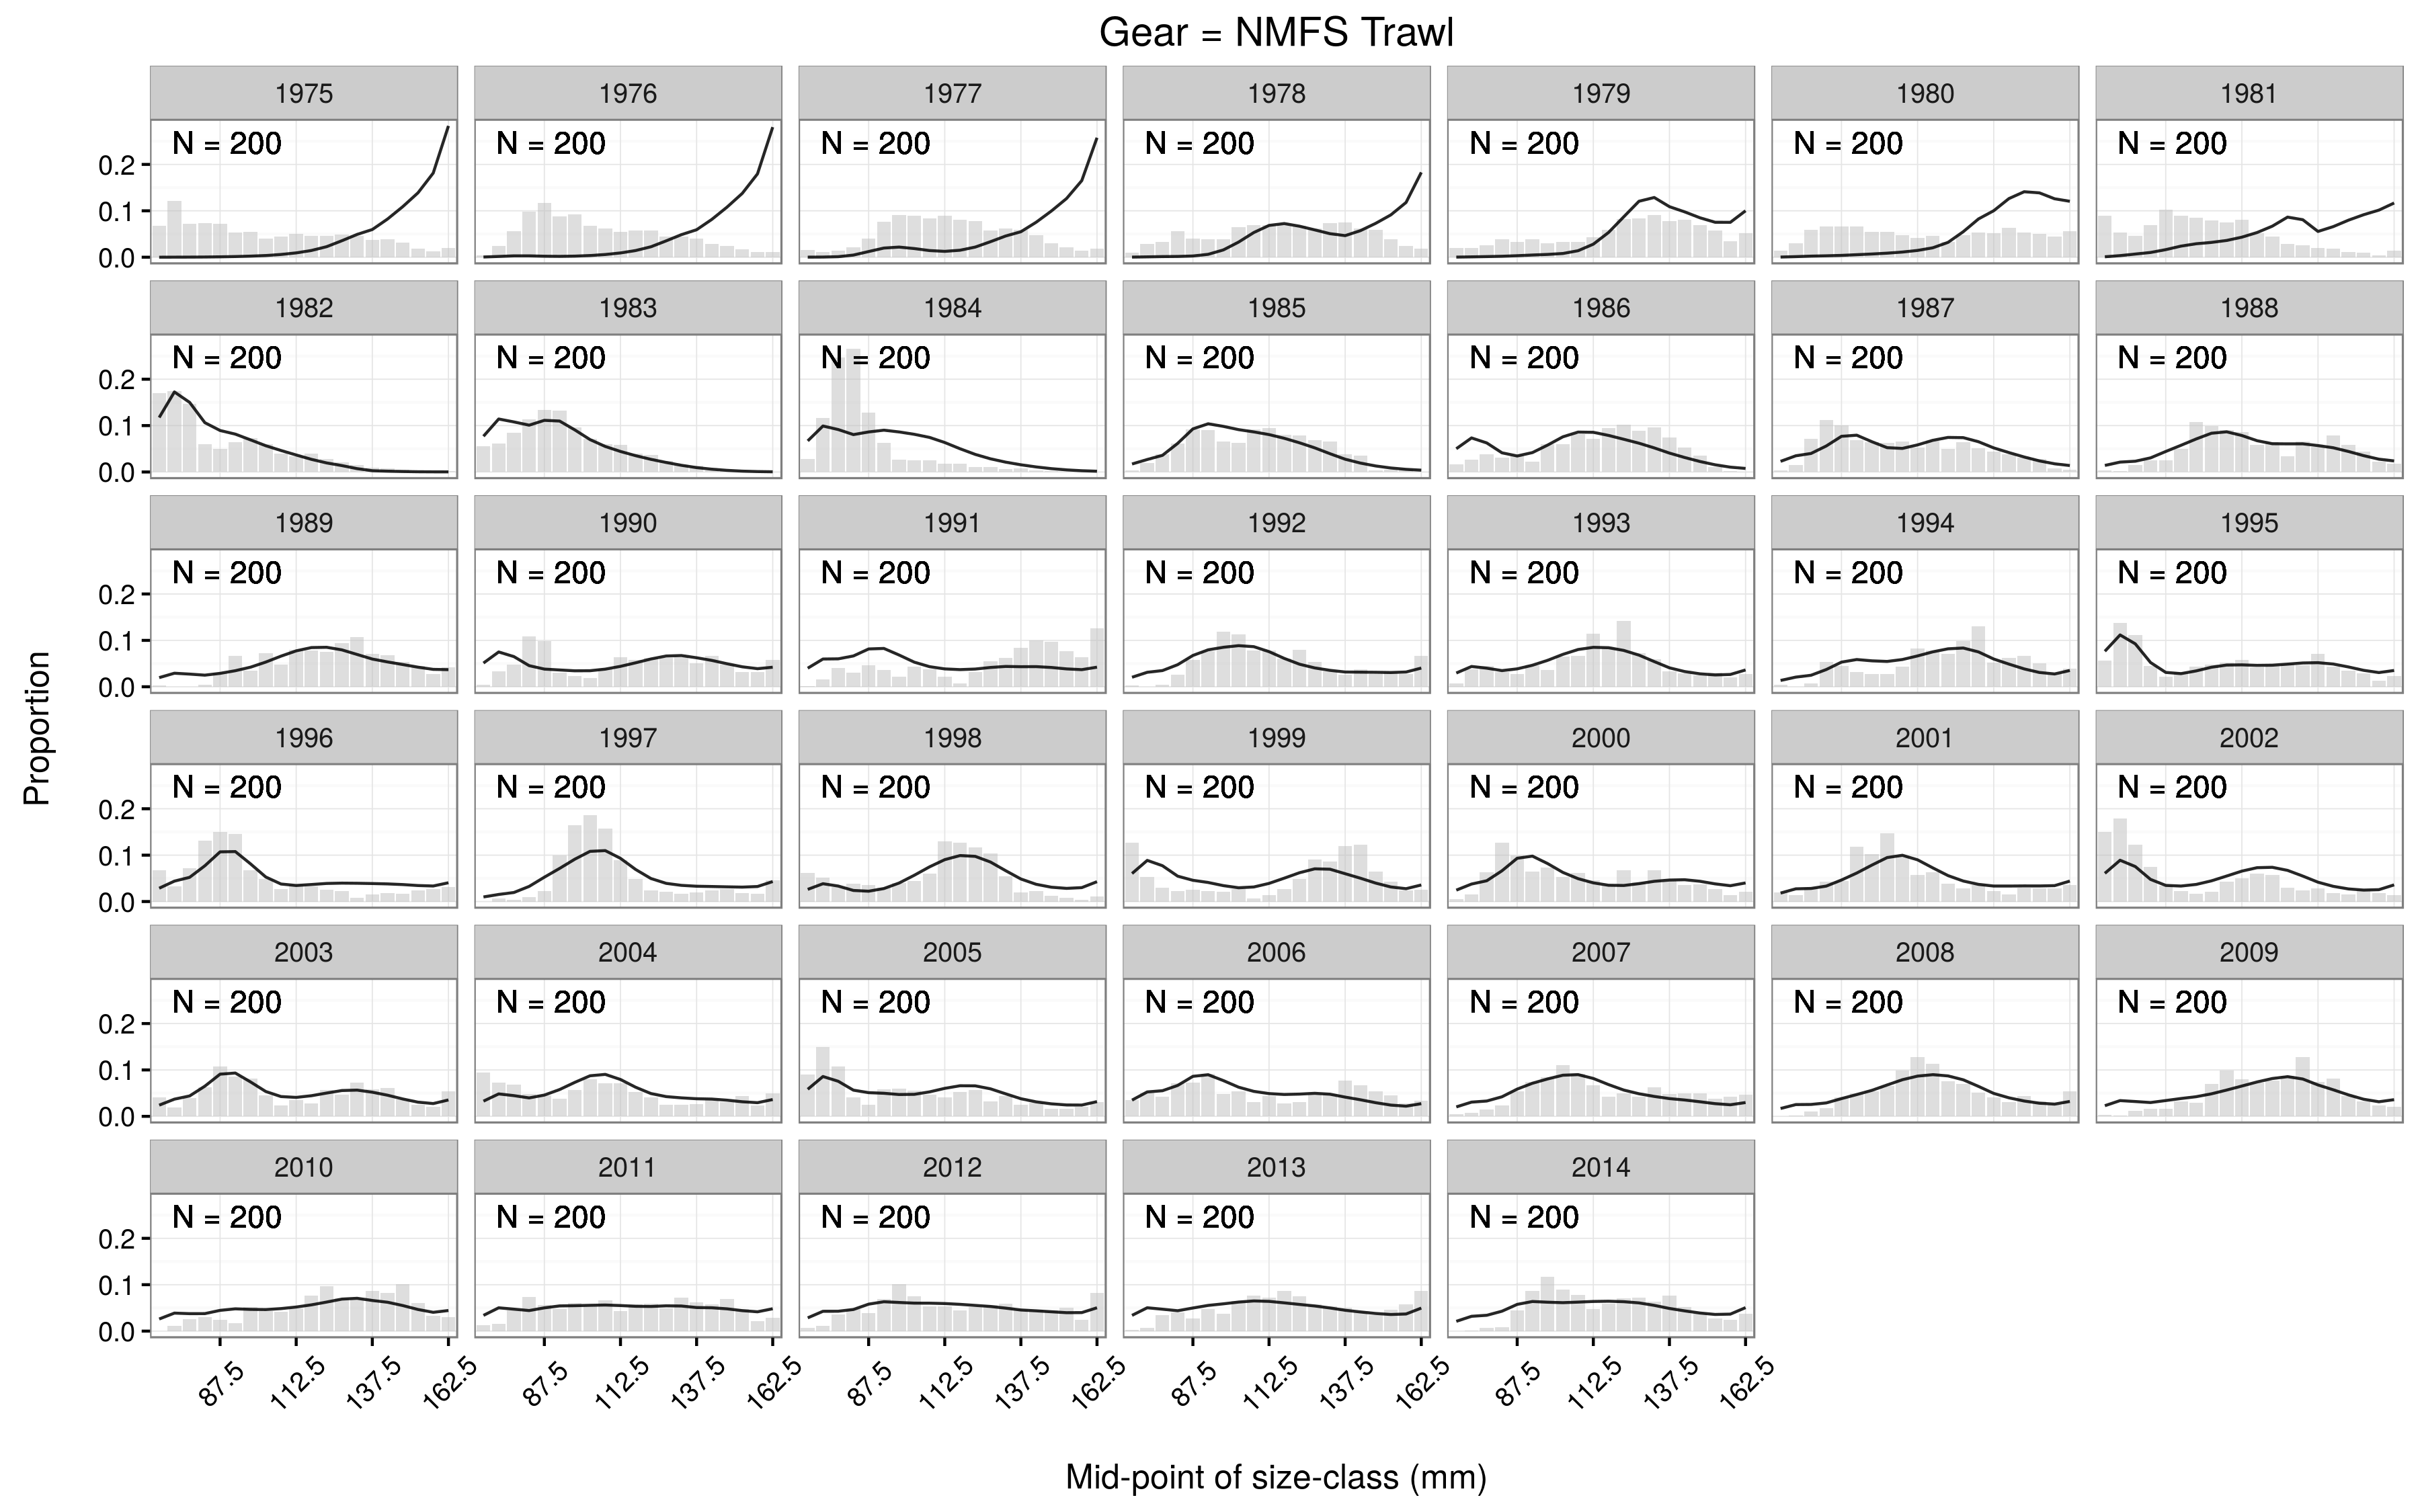 Gear = NMFS Trawl
1975 1976 1977 1978 1979 1980 1981
N = 200 N = 200 N = 200 N = 200 N = 200 N = 200 N = 200
0.2
0.1
0.0
1982 1983 1984 1985 1986 1987 1988
N = 200 N = 200 N = 200 N = 200 N = 200 N = 200 N = 200
0.2
0.1
0.0
1989 1990 1991 1992 1993 1994 1995
N = 200 N = 200 N = 200 N = 200 N = 200 N = 200 N = 200
0.2
0.1
0.0
Proportion
1996 1997 1998 1999 2000 2001 2002
N = 200 N = 200 N = 200 N = 200 N = 200 N = 200 N = 200
0.2
0.1
0.0
2003 2004 2005 2006 2007 2008 2009
N = 200 N = 200 N = 200 N = 200 N = 200 N = 200 N = 200
0.2
0.1
0.0
2010 2011 2012 2013 2014
N = 200 N = 200 N = 200 N = 200 N = 200
0.2
0.1
0.0
87.5 112.5 137.5 162.5 87.5 112.5 137.5 162.5 87.5 112.5 137.5 162.5 87.5 112.5 137.5 162.5 87.5 112.5 137.5 162.5
Mid-point of size-class (mm)